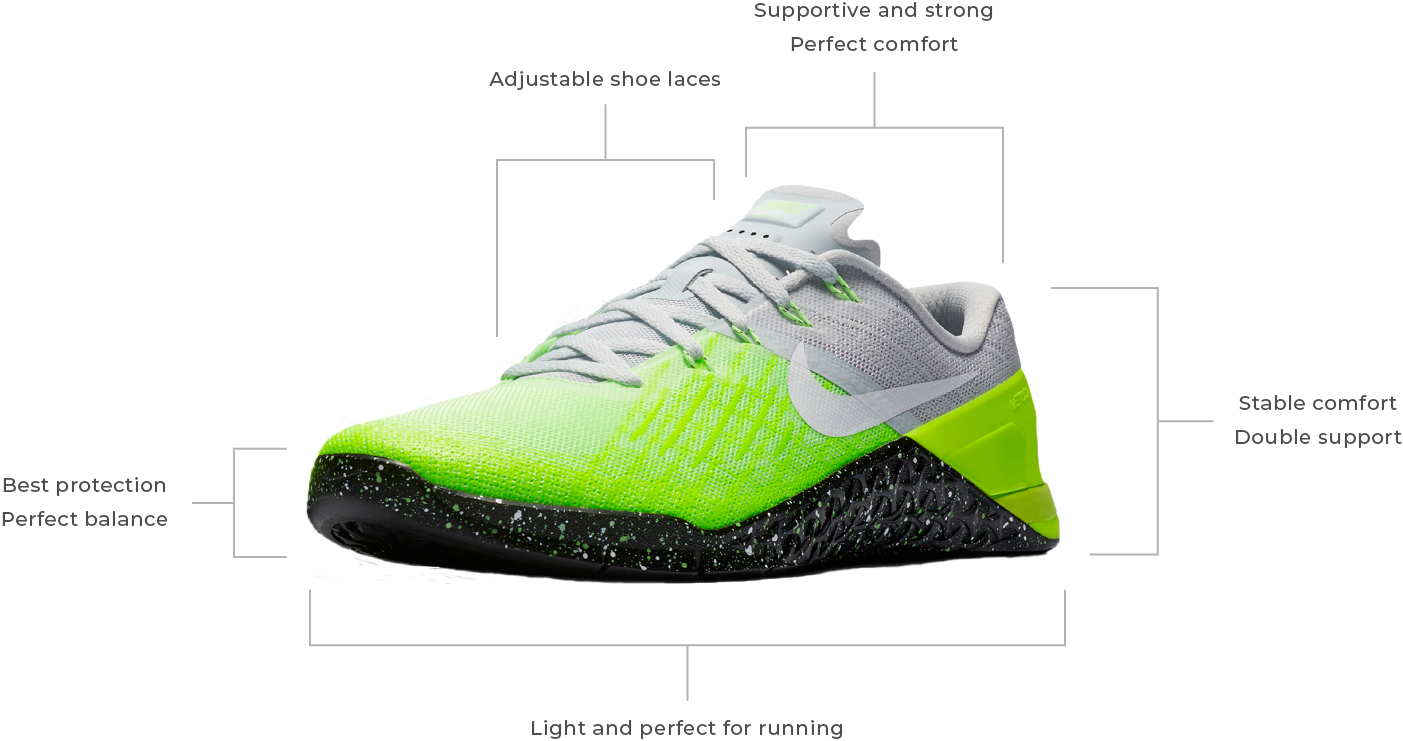 Supportive and strong
Perfect comfort
Adjustable shoe laces
Stable comfort
Double support
Best protection
Perfect balance
Light and perfect for running